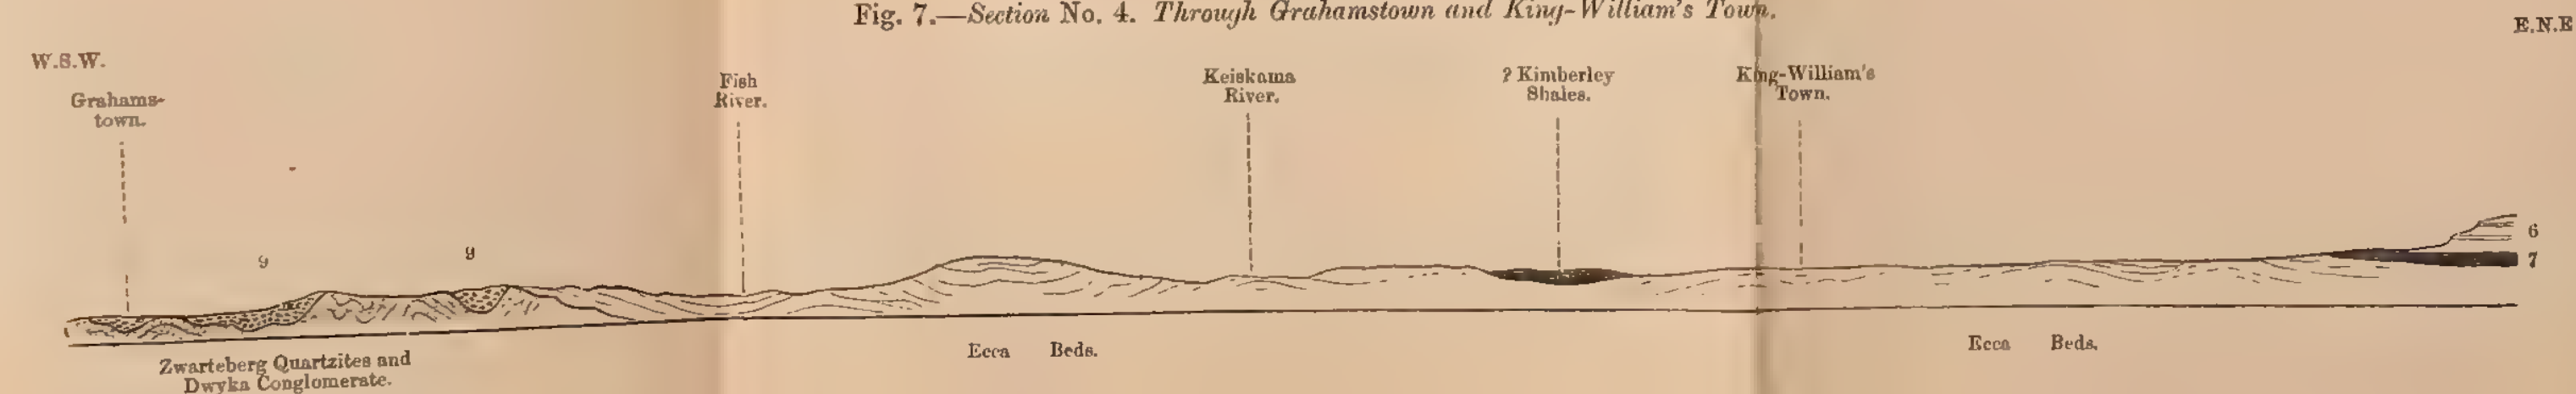 Fig. 7.—Section No. 4. Through Grahamstown and King-William's Town.
W.S.W.
E.N.E
Grahams-
town.
Fish
River.
Keiskama
River.
? Kimberley
Shales.
King-William's
Town.
9
9
6
7
Zwarteberg Quartzites and
Dwyka Conglomerate.
Ecca Beds.
Ecca Beds.